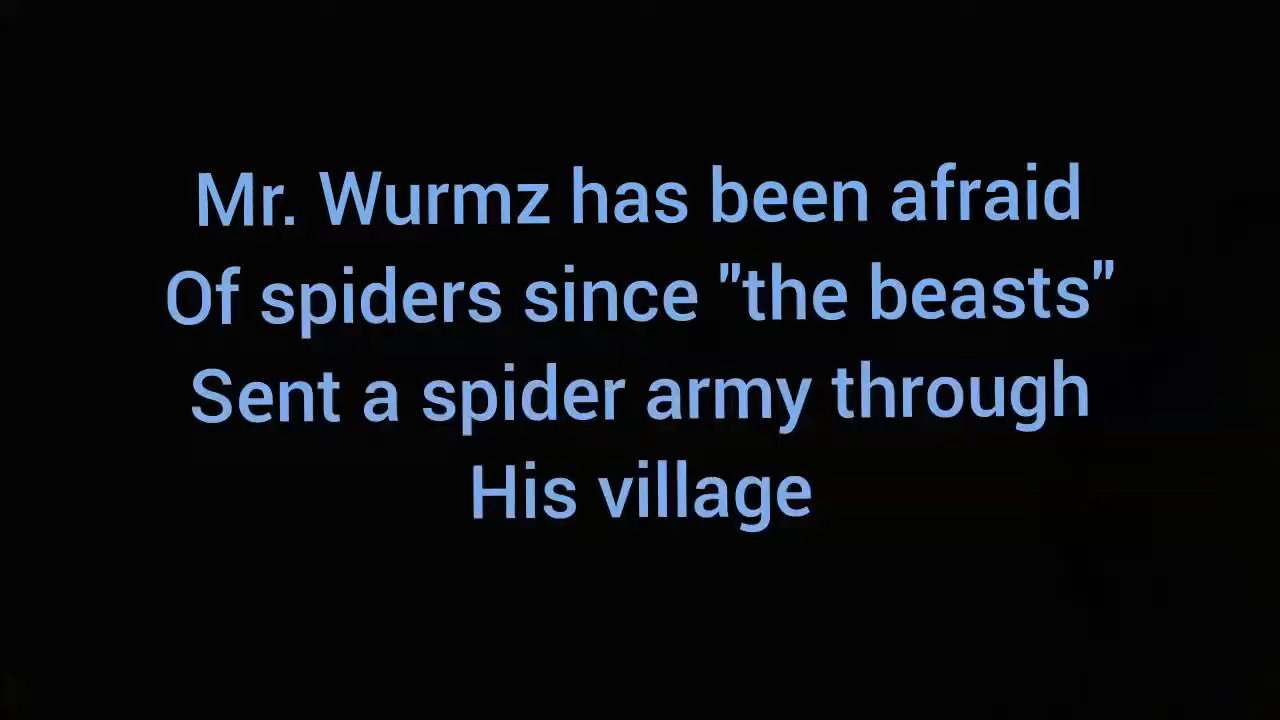 Mr. Wurmz has been afraid
Of spiders since "the beasts"
Sent a spider army through
His village